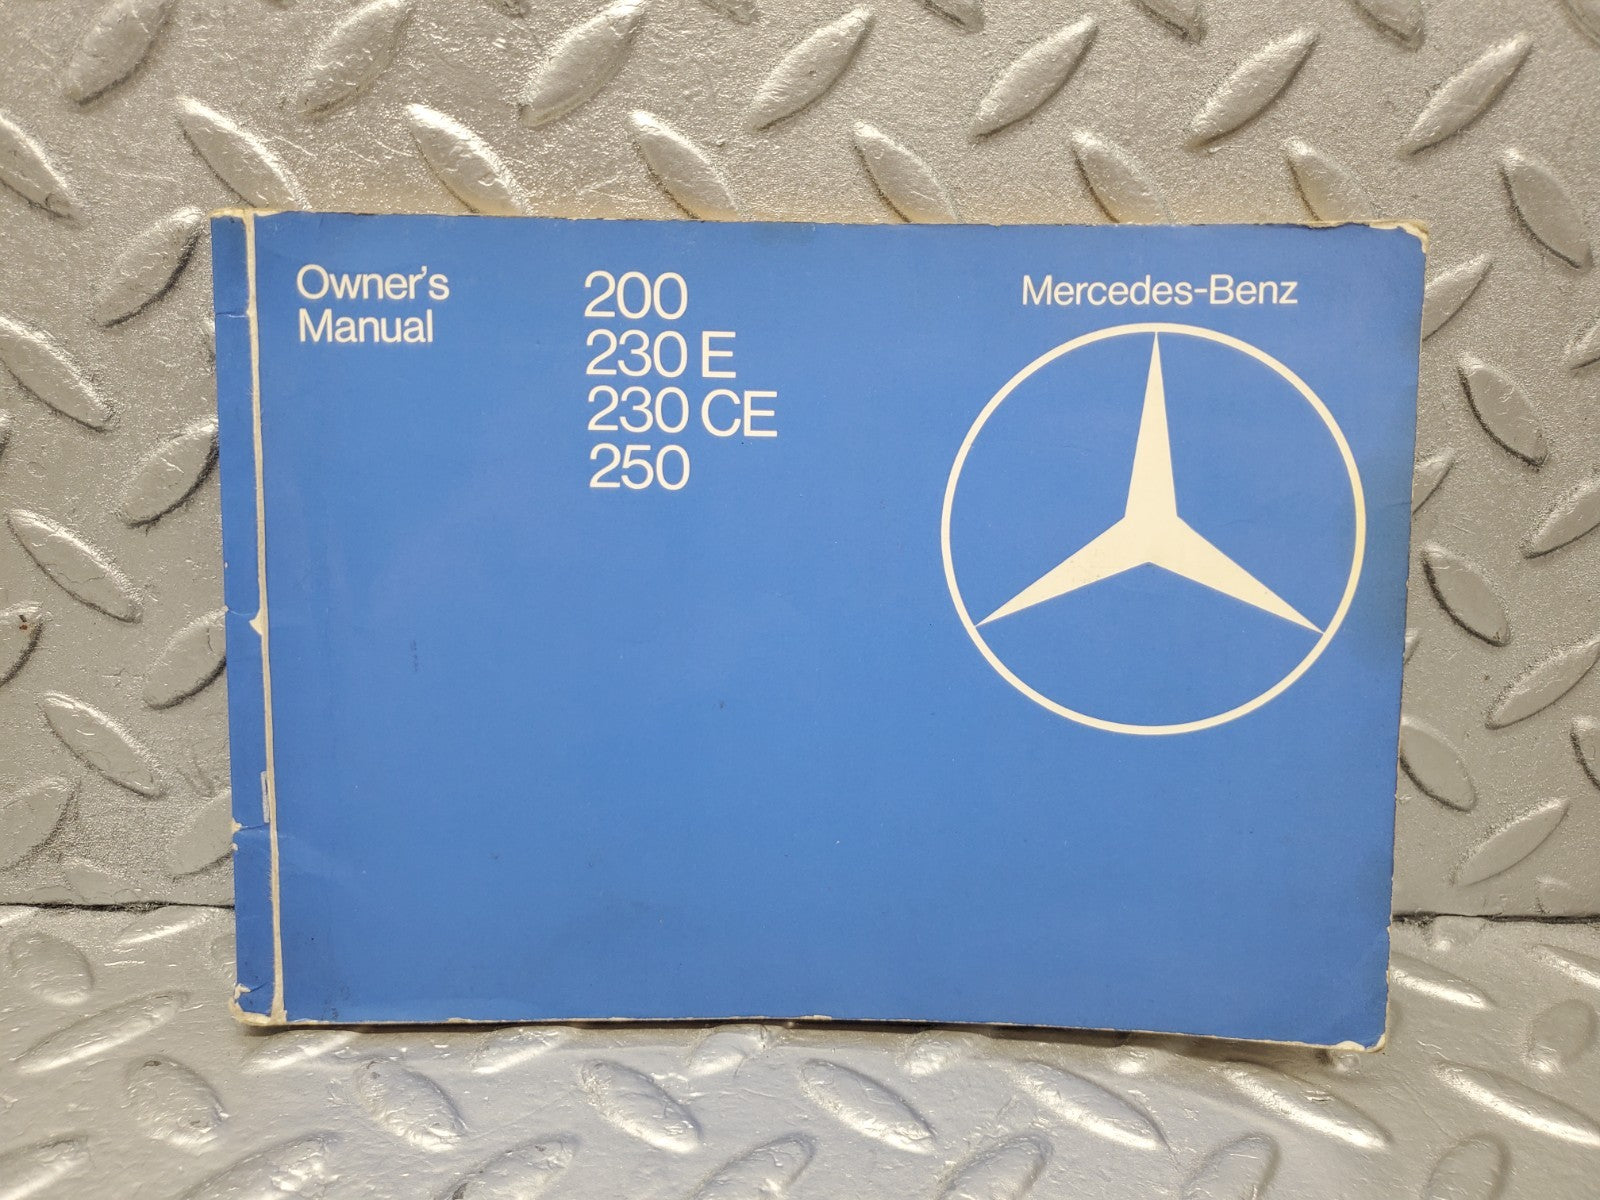 Owner's
Manual
200
230 E
230 CE
250
Mercedes-Benz